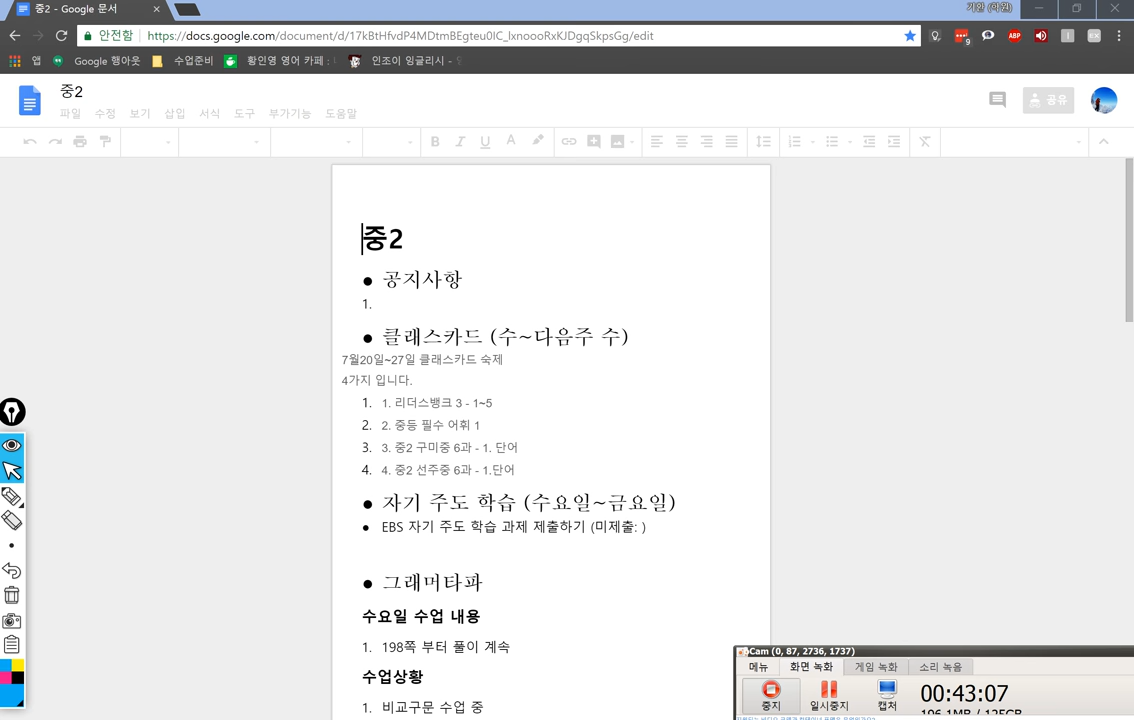 중2 - Google 문서
기환 (학원)
안전함
https://docs.google.com/document/d/17kBtHfvdP4MDtmBEgteu0IC_lxnoooRxKJDgqSkpsGg/edit
9
ABP
앱
Google 행아웃
수업준비
황인영 영어 카페 :
인조이 잉글리시 -
중2
파일 수정 보기 삽입 서식 도구 부가기능 도움말
공유
B I U A
중2
● 공지사항
1.
● 클래스카드 (수~다음주 수)
7월20일~27일 클래스카드 숙제
4가지 입니다.
1. 1. 리더스뱅크 3 - 1~5
2. 2. 중등 필수 어휘 1
3. 3. 중2 구미중 6과 - 1. 단어
4. 4. 중2 선주중 6과 - 1.단어
● 자기 주도 학습 (수요일~금요일)
● EBS 자기 주도 학습 과제 제출하기 (미제출: )
● 그래머타파
수요일 수업 내용
1. 198쪽 부터 풀이 계속
수업상황
1. 비교구문 수업 중
oCam (0, 87, 2736, 1737)
메뉴 화면 녹화 게임 녹화 소리 녹음
중지 일시중지 캡처
00:43:07
196.1MB / 125GB